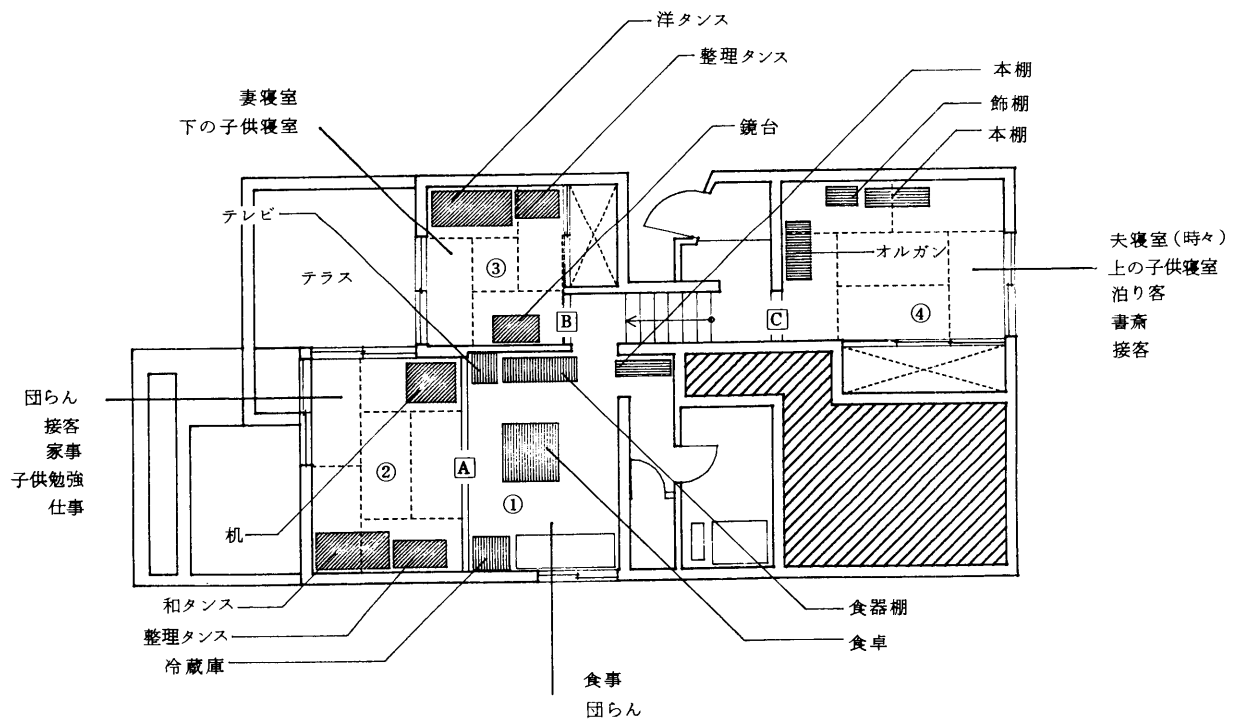 洋タンス
整理タンス
本棚
飾棚
本棚
妻寝室
下の子供寝室
鏡台
テレビ
テラス
③
B
オルガン
C
④
夫寝室(時々)
上の子供寝室
泊り客
書斎
接客
団らん
接客
家事
子供勉強
仕事
②
A
①
机
和タンス
整理タンス
冷蔵庫
食器棚
食卓
食事
団らん